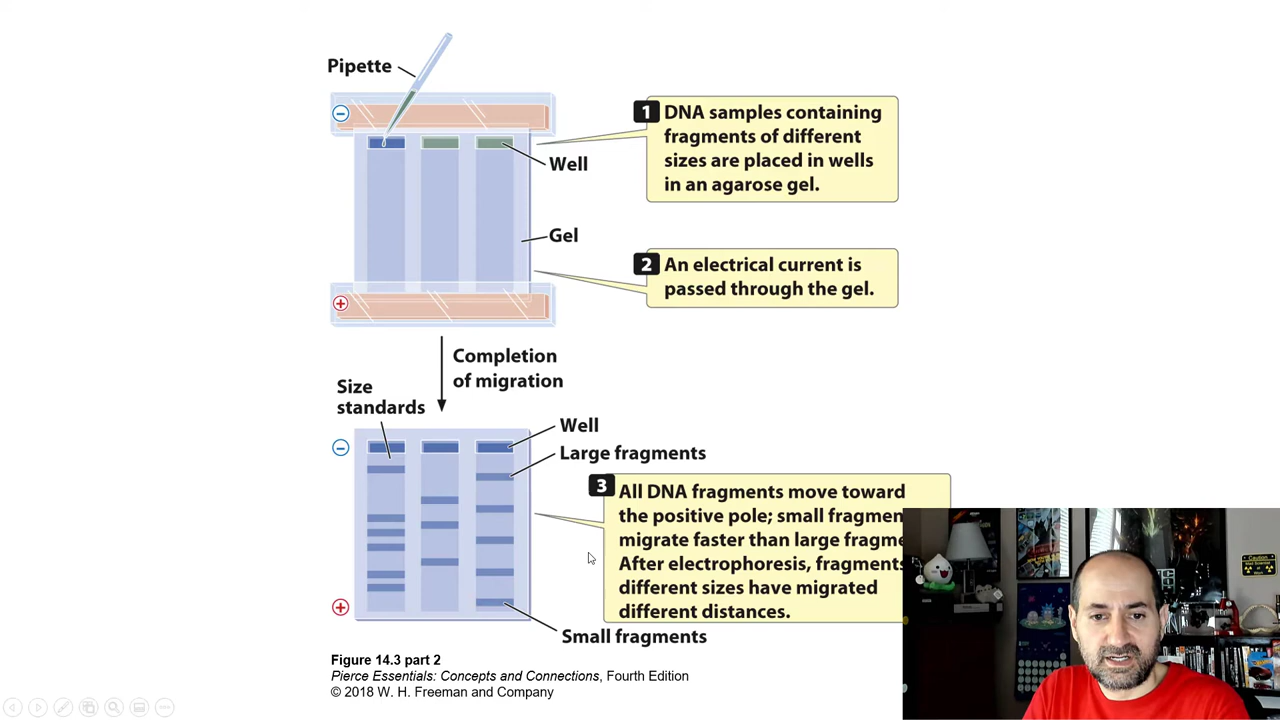 Pipette
1 DNA samples containing
fragments of different
sizes are placed in wells
in an agarose gel.
Well
Gel
2 An electrical current is
passed through the gel.
Completion
of migration
Size
standards
Well
Large fragments
3 All DNA fragments move toward
the positive pole; small fragmen
migrate faster than large fragme
After electrophoresis, fragments
different sizes have migrated
different distances.
Small fragments
Figure 14.3 part 2
Pierce Essentials: Concepts and Connections, Fourth Edition
© 2018 W. H. Freeman and Company
Caution